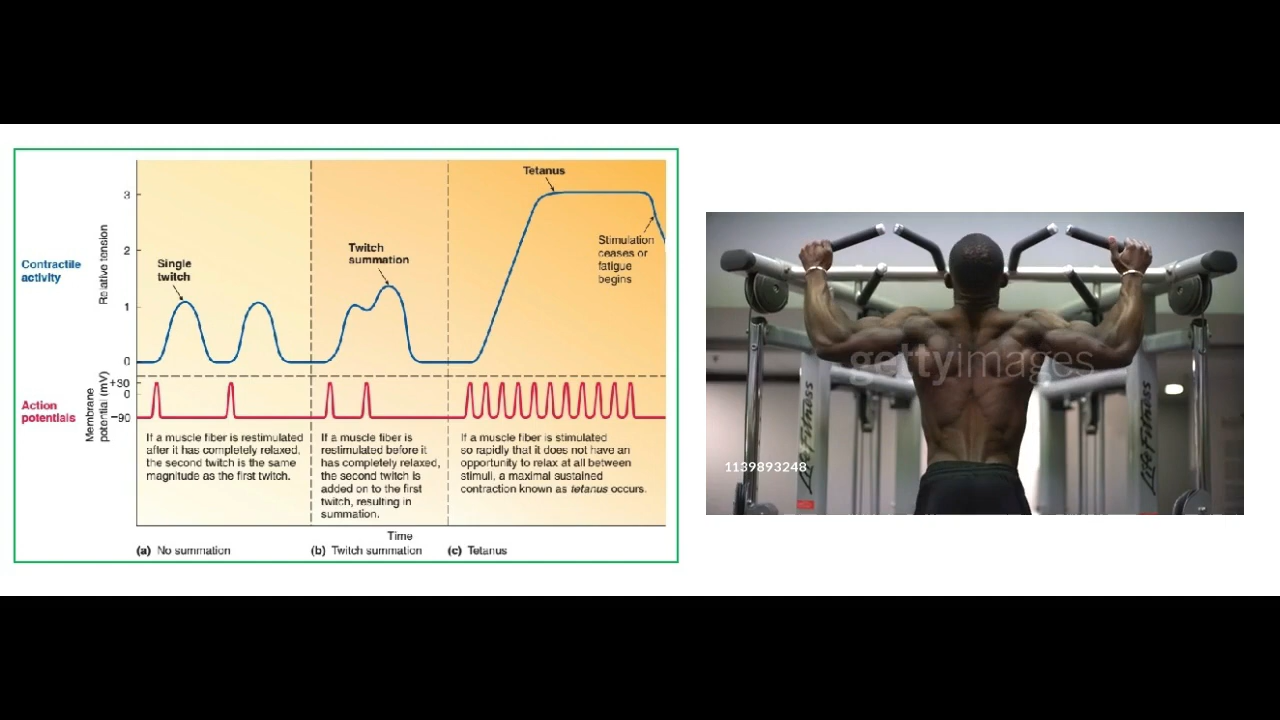 Tetanus
3
Stimulation
ceases or
fatigue
begins
Twitch
summation
Single
twitch
Contractile
activity
Relative tension
2
1
0
Action
potentials
Membrane
potential (mV)
+30
0
−90
If a muscle fiber is restimulated
after it has completely relaxed,
the second twitch is the same
magnitude as the first twitch.
If a muscle fiber is
restimulated before it
has completely relaxed,
the second twitch is
added on to the first
twitch, resulting in
summation.
If a muscle fiber is stimulated
so rapidly that it does not have an
opportunity to relax at all between
stimuli, a maximal sustained
contraction known as tetanus occurs.
Time
(a) No summation
(b) Twitch summation
(c) Tetanus
gettyimages
1139893248
Life Fitness
Life Fitness